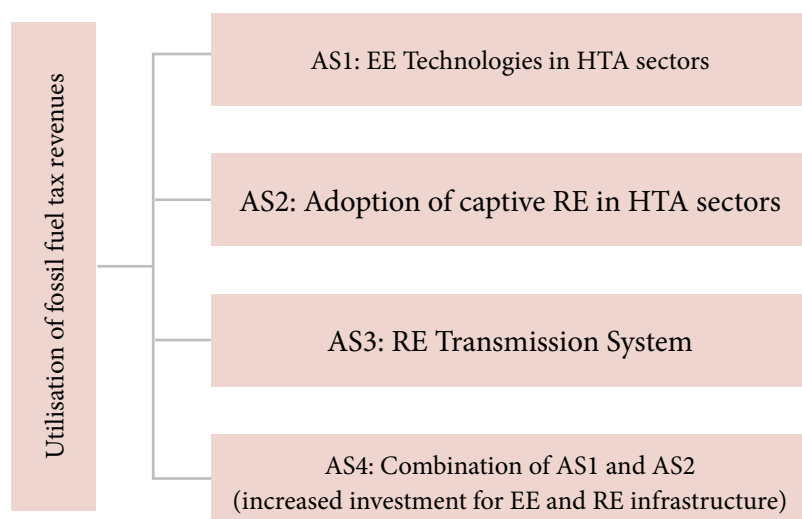 Utilisation of fossil fuel tax revenues
AS1: EE Technologies in HTA sectors
AS2: Adoption of captive RE in HTA sectors
AS3: RE Transmission System
AS4: Combination of AS1 and AS2
(increased investment for EE and RE infrastructure)